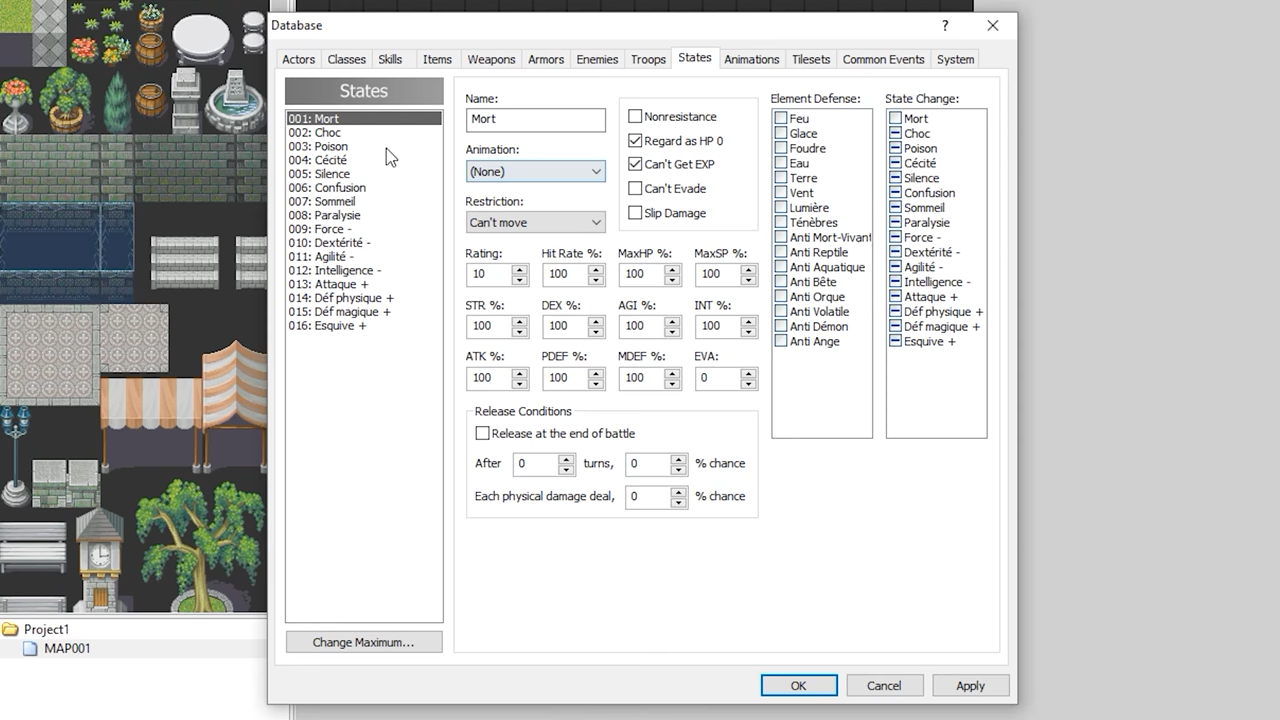 Database
?
Actors Classes Skills Items Weapons Armors Enemies Troops States Animations Tilesets Common Events System
States
001: Mort
002: Choc
003: Poison
004: Cécité
005: Silence
006: Confusion
007: Sommeil
008: Paralysie
009: Force -
010: Dextérité -
011: Agilité -
012: Intelligence -
013: Attaque +
014: Déf physique +
015: Déf magique +
016: Esquive +
Change Maximum...
Name:
Mort
Animation:
(None)
Restriction:
Can't move
Nonresistance
Regard as HP 0
Can't Get EXP
Can't Evade
Slip Damage
Rating: Hit Rate %: MaxHP %: MaxSP %:
10 100 100 100
STR %: DEX %: AGI %: INT %:
100 100 100 100
ATK %: PDEF %: MDEF %: EVA:
100 100 100 0
Release Conditions
Release at the end of battle
After 0 turns, 0 % chance
Each physical damage deal, 0 % chance
Element Defense:
Feu
Glace
Foudre
Eau
Terre
Vent
Lumière
Ténèbres
Anti Mort-Vivant
Anti Reptile
Anti Aquatique
Anti Bête
Anti Orque
Anti Volatile
Anti Démon
Anti Ange
State Change:
Mort
Choc
Poison
Cécité
Silence
Confusion
Sommeil
Paralysie
Force -
Dextérité -
Agilité -
Intelligence -
Attaque +
Déf physique +
Déf magique +
Esquive +
OK Cancel Apply
Project1
MAP001